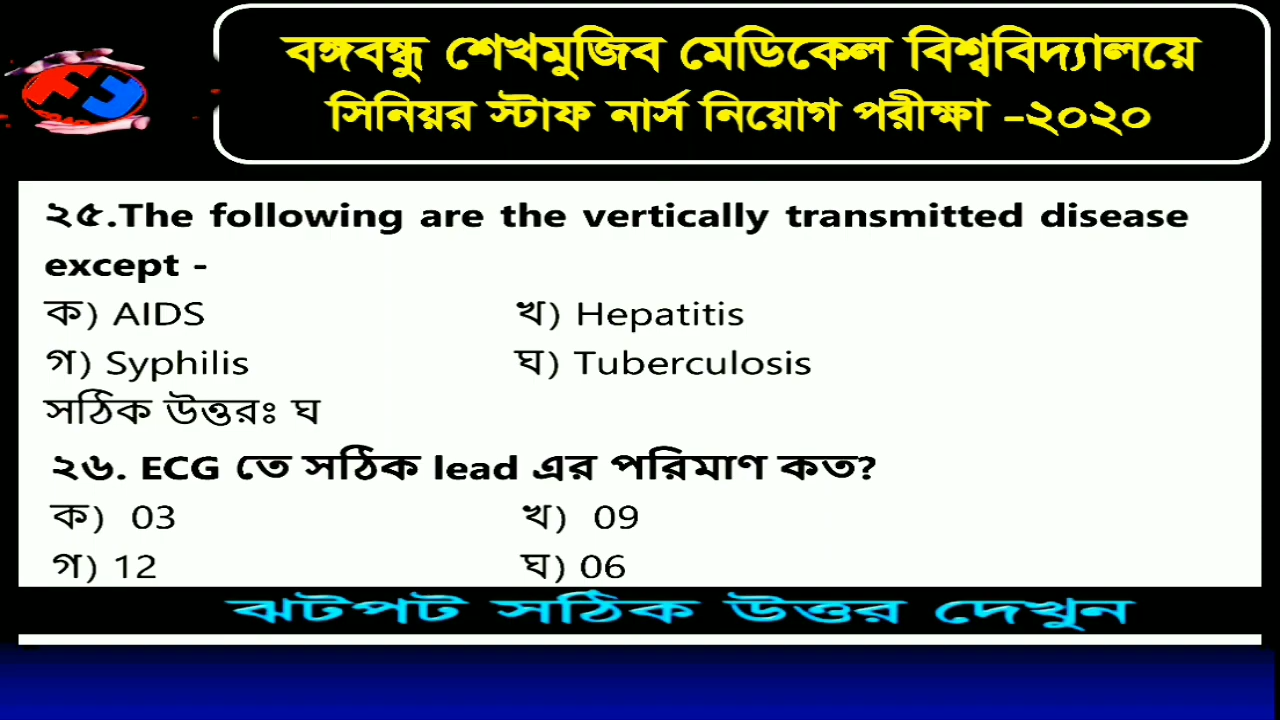 বঙ্গবন্ধু শেখমুজিব মেডিকেল বিশ্ববিদ্যালয়ে
সিনিয়র স্টাফ নার্স নিয়োগ পরীক্ষা -২০২০
২৫.The following are the vertically transmitted disease
except -
ক) AIDS খ) Hepatitis
গ) Syphilis ঘ) Tuberculosis
সঠিক উত্তরঃ ঘ
২৬. ECG তে সঠিক lead এর পরিমাণ কত?
ক) 03 খ) 09
গ) 12 ঘ) 06
ঝটপট সঠিক উত্তর দেখুন